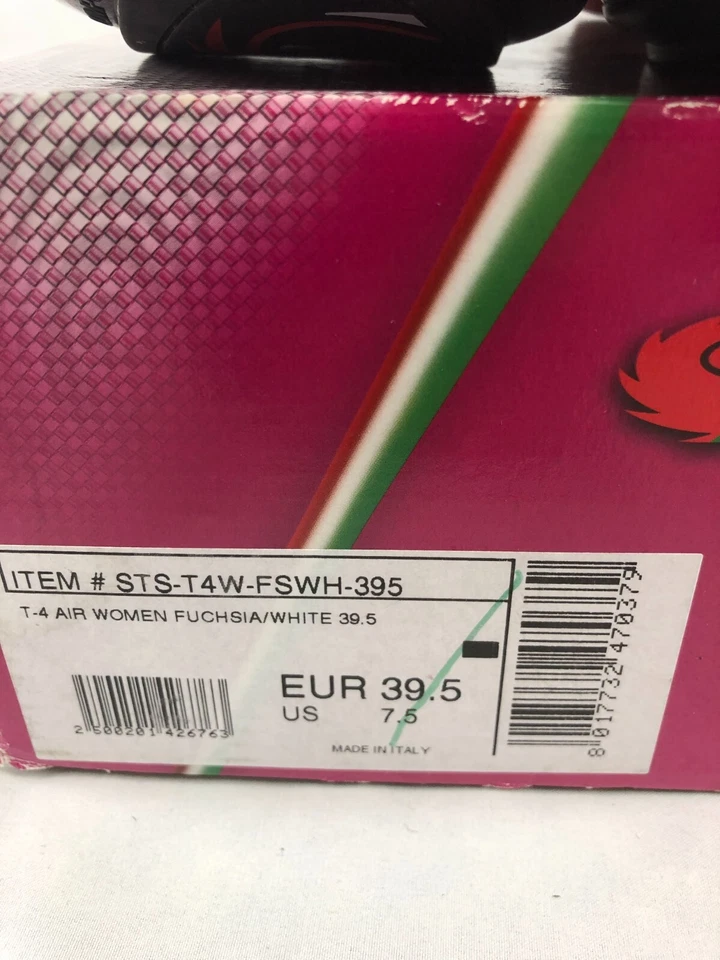 ITEM # STS-T4W-FSWH-395
T-4 AIR WOMEN FUCHSIA/WHITE 39.5
EUR 39.5
US 7.5
MADE IN ITALY
2 500201 426763
8 017732 470379